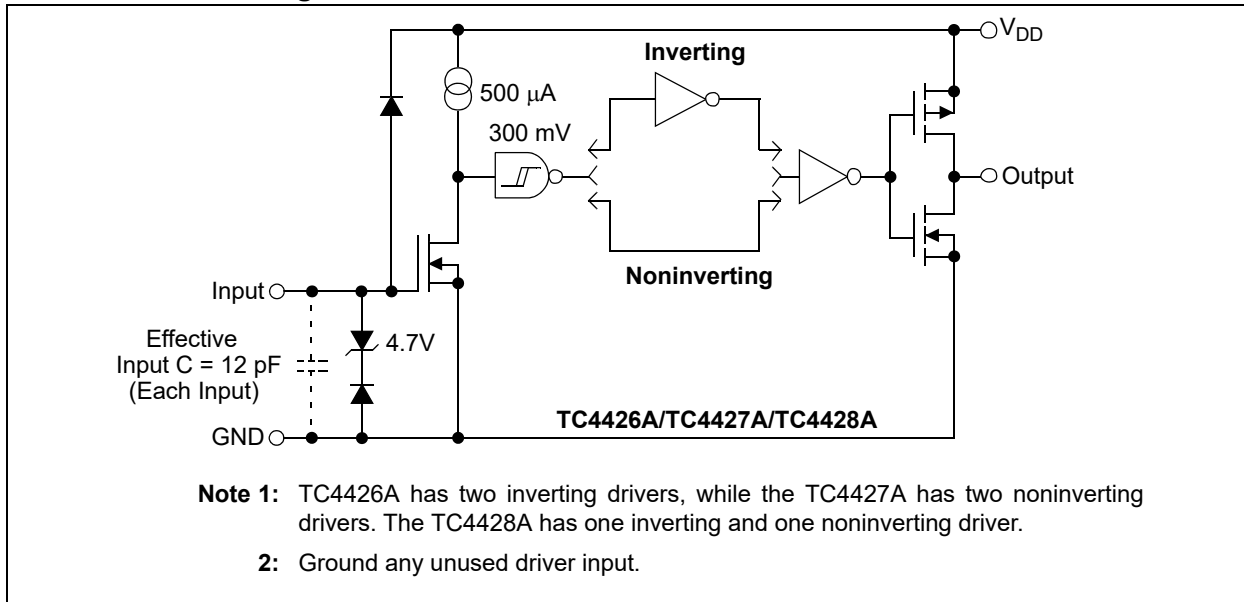 V_DD
Inverting
500 μA
300 mV
Output
Noninverting
Input
Effective
Input C = 12 pF
(Each Input)
4.7V
TC4426A/TC4427A/TC4428A
GND
Note 1: TC4426A has two inverting drivers, while the TC4427A has two noninverting
drivers. The TC4428A has one inverting and one noninverting driver.
2: Ground any unused driver input.